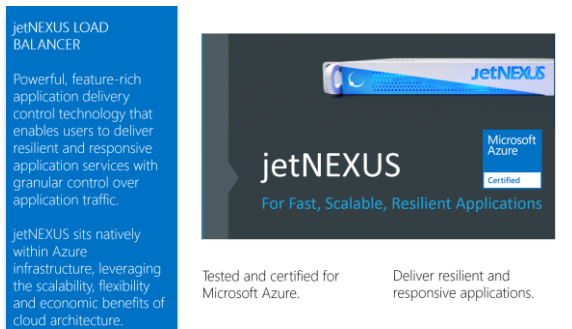 jetNEXUS LOAD
BALANCER
Powerful, feature-rich
application delivery
control technology that
enables users to deliver
resilient and responsive
application services with
granular control over
application traffic.
jetNEXUS sits natively
within Azure
infrastructure, leveraging
the scalability, flexibility
and economic benefits of
cloud architecture.
jetNEXUS
Microsoft
Azure
Certified
jetNEXUS
For Fast, Scalable, Resilient Applications
Tested and certified for
Microsoft Azure.
Deliver resilient and
responsive applications.